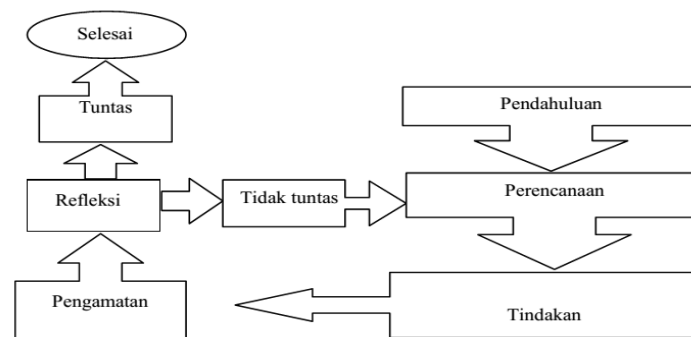 Selesai
Tuntas
Pendahuluan
Refleksi
Tidak tuntas
Perencanaan
Pengamatan
Tindakan